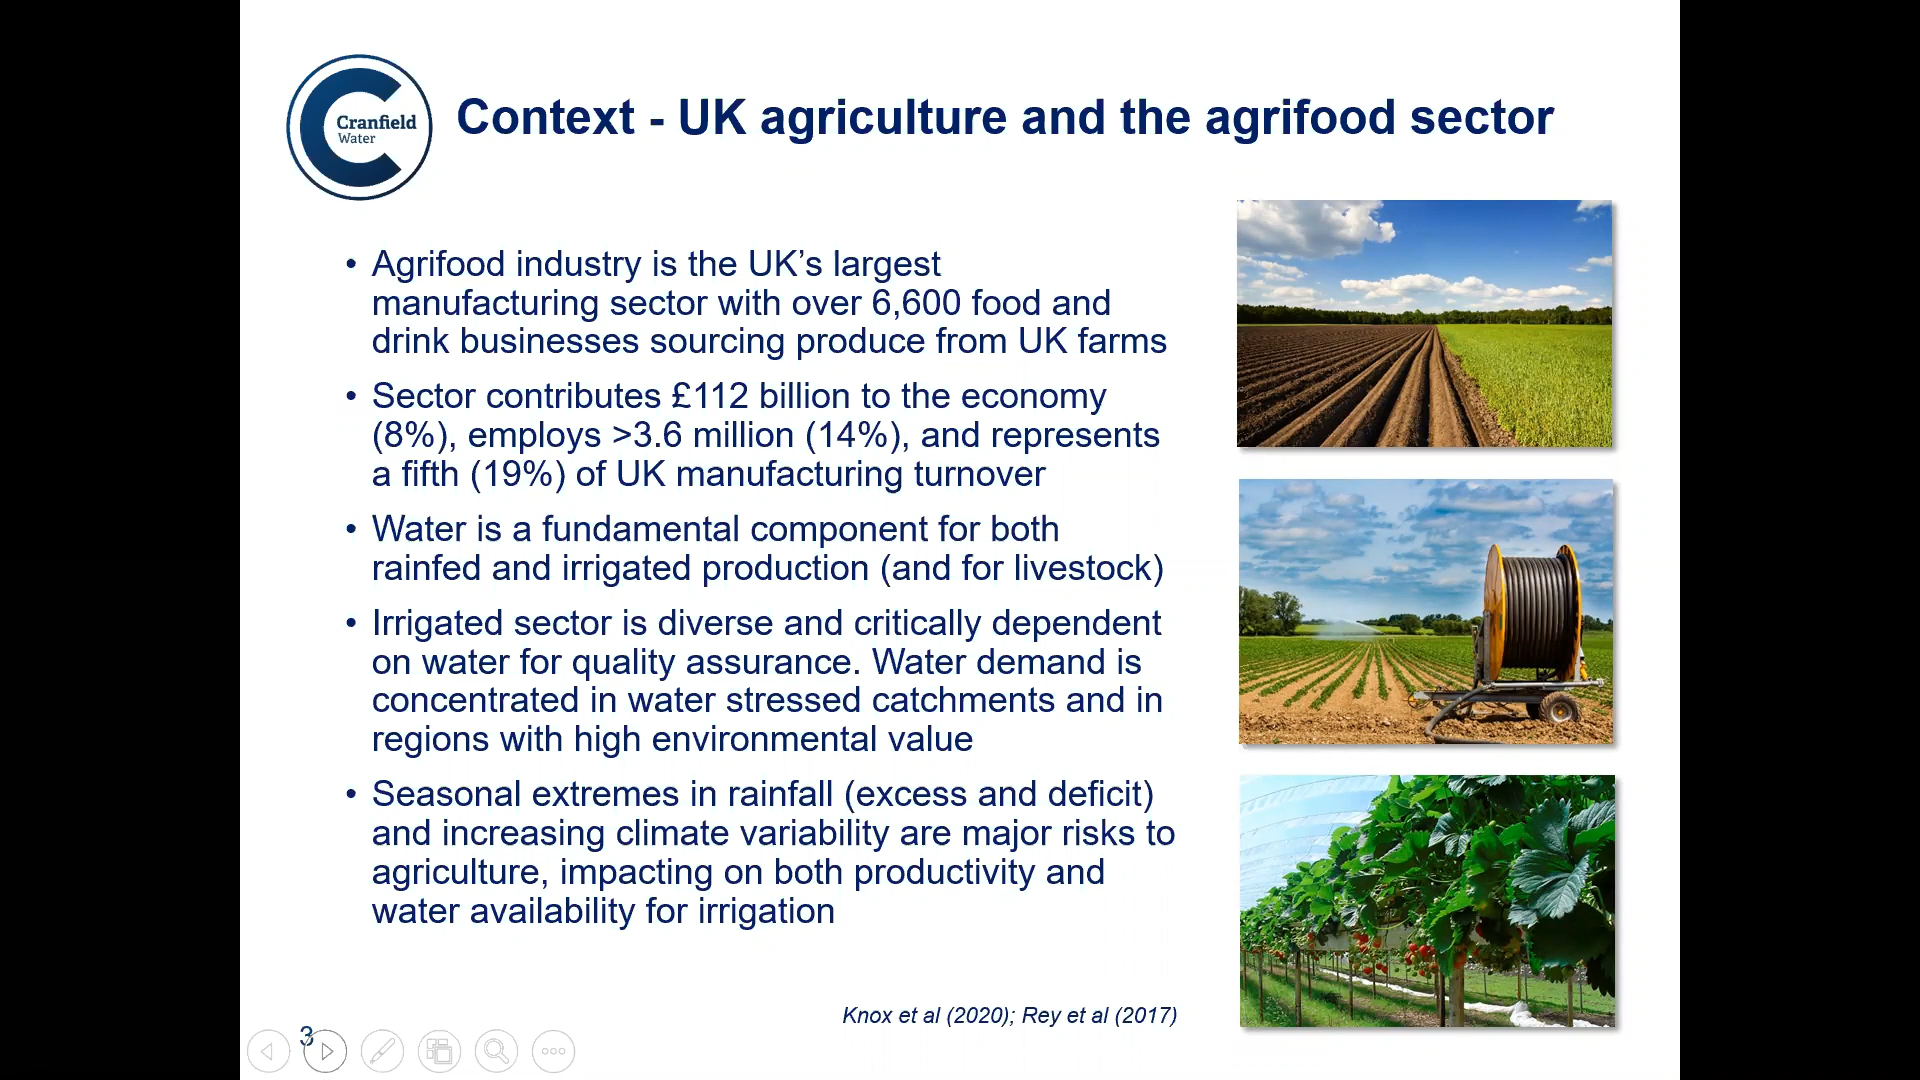 Cranfield
Water
Context - UK agriculture and the agrifood sector
• Agrifood industry is the UK’s largest
manufacturing sector with over 6,600 food and
drink businesses sourcing produce from UK farms
• Sector contributes £112 billion to the economy
(8%), employs >3.6 million (14%), and represents
a fifth (19%) of UK manufacturing turnover
• Water is a fundamental component for both
rainfed and irrigated production (and for livestock)
• Irrigated sector is diverse and critically dependent
on water for quality assurance. Water demand is
concentrated in water stressed catchments and in
regions with high environmental value
• Seasonal extremes in rainfall (excess and deficit)
and increasing climate variability are major risks to
agriculture, impacting on both productivity and
water availability for irrigation
Knox et al (2020); Rey et al (2017)
3